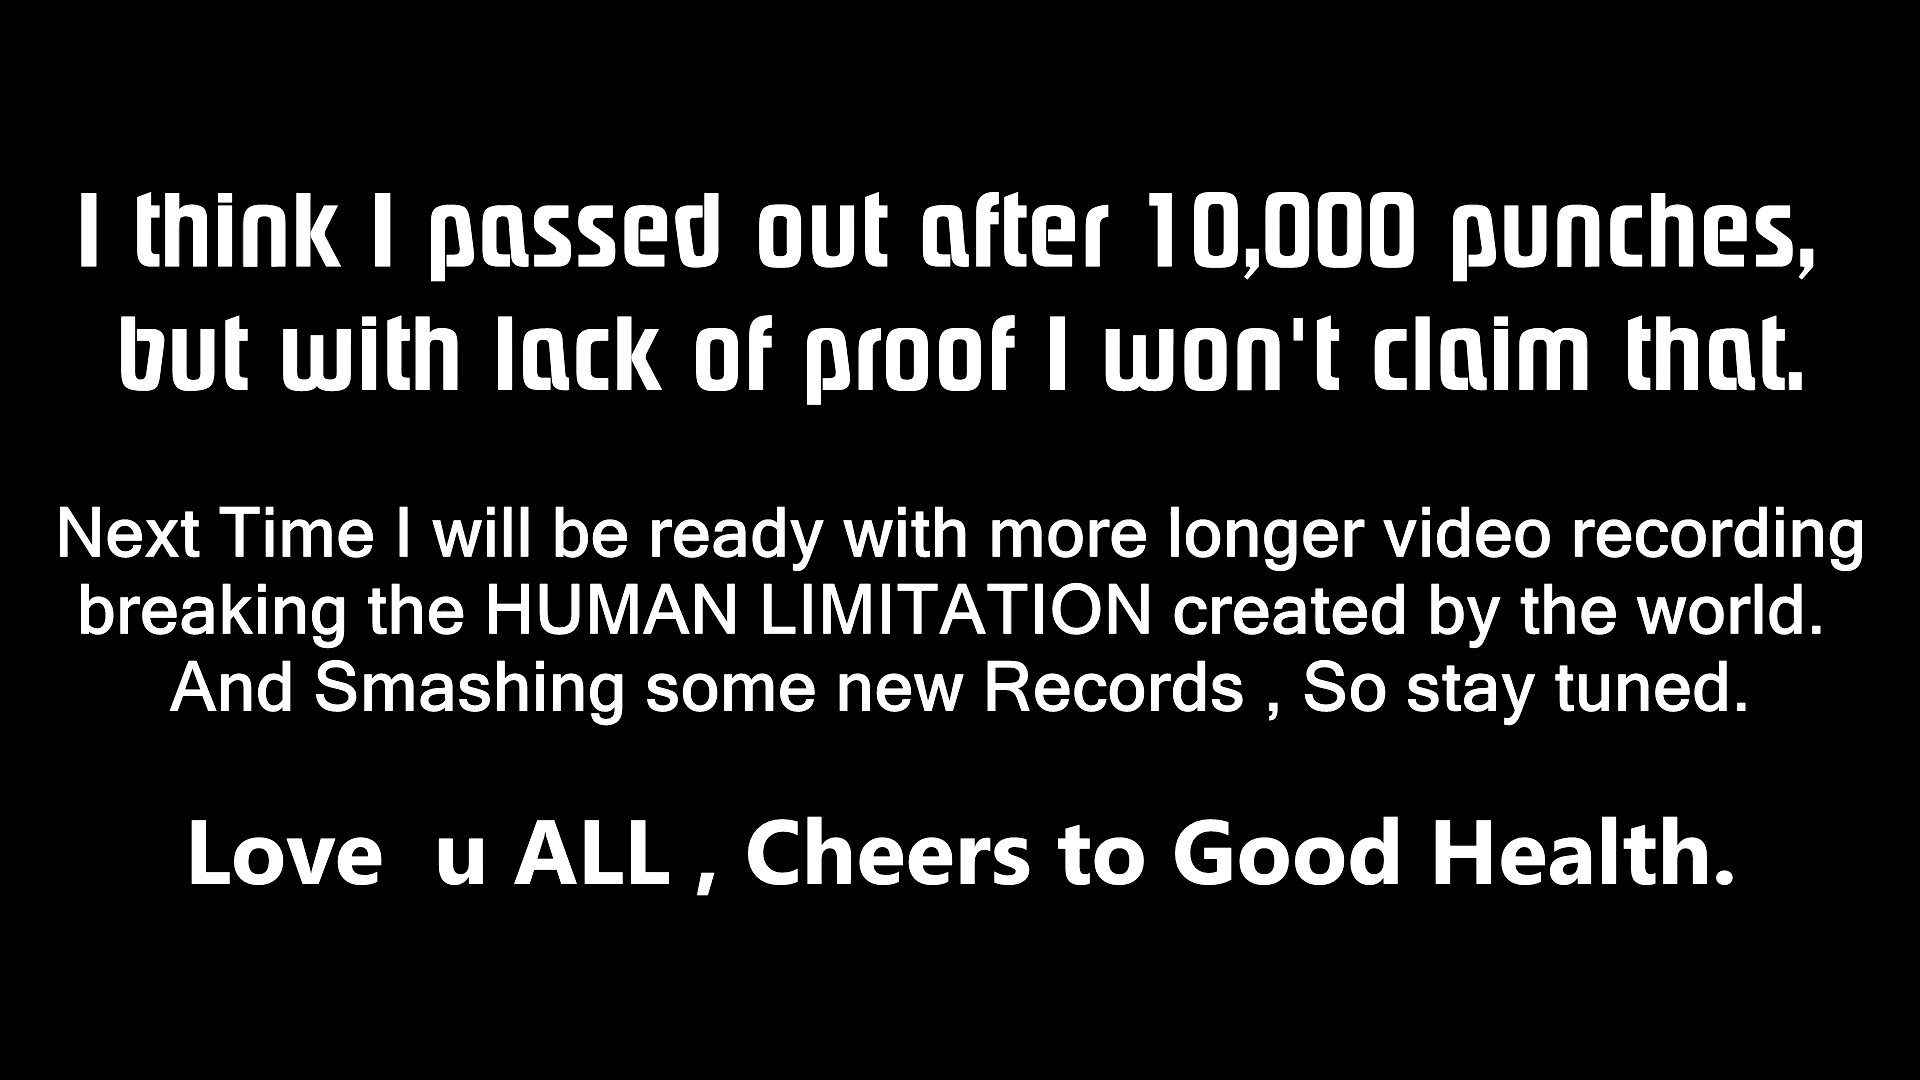 I think I passed out after 10,000 punches,
but with lack of proof I won't claim that.
Next Time I will be ready with more longer video recording
breaking the HUMAN LIMITATION created by the world.
And Smashing some new Records , So stay tuned.
Love  u ALL , Cheers to Good Health.